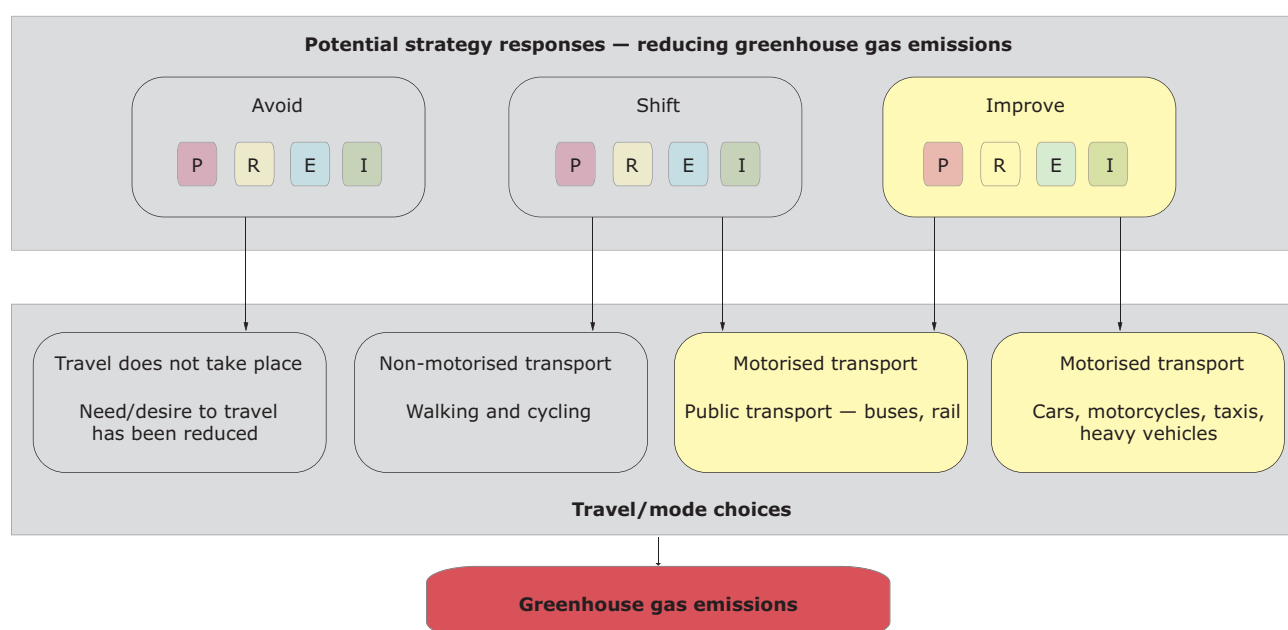 Potential strategy responses — reducing greenhouse gas emissions
Avoid
P R E I
Shift
P R E I
Improve
P R E I
Travel does not take place
Need/desire to travel
has been reduced
Non-motorised transport
Walking and cycling
Motorised transport
Public transport — buses, rail
Motorised transport
Cars, motorcycles, taxis,
heavy vehicles
Travel/mode choices
Greenhouse gas emissions